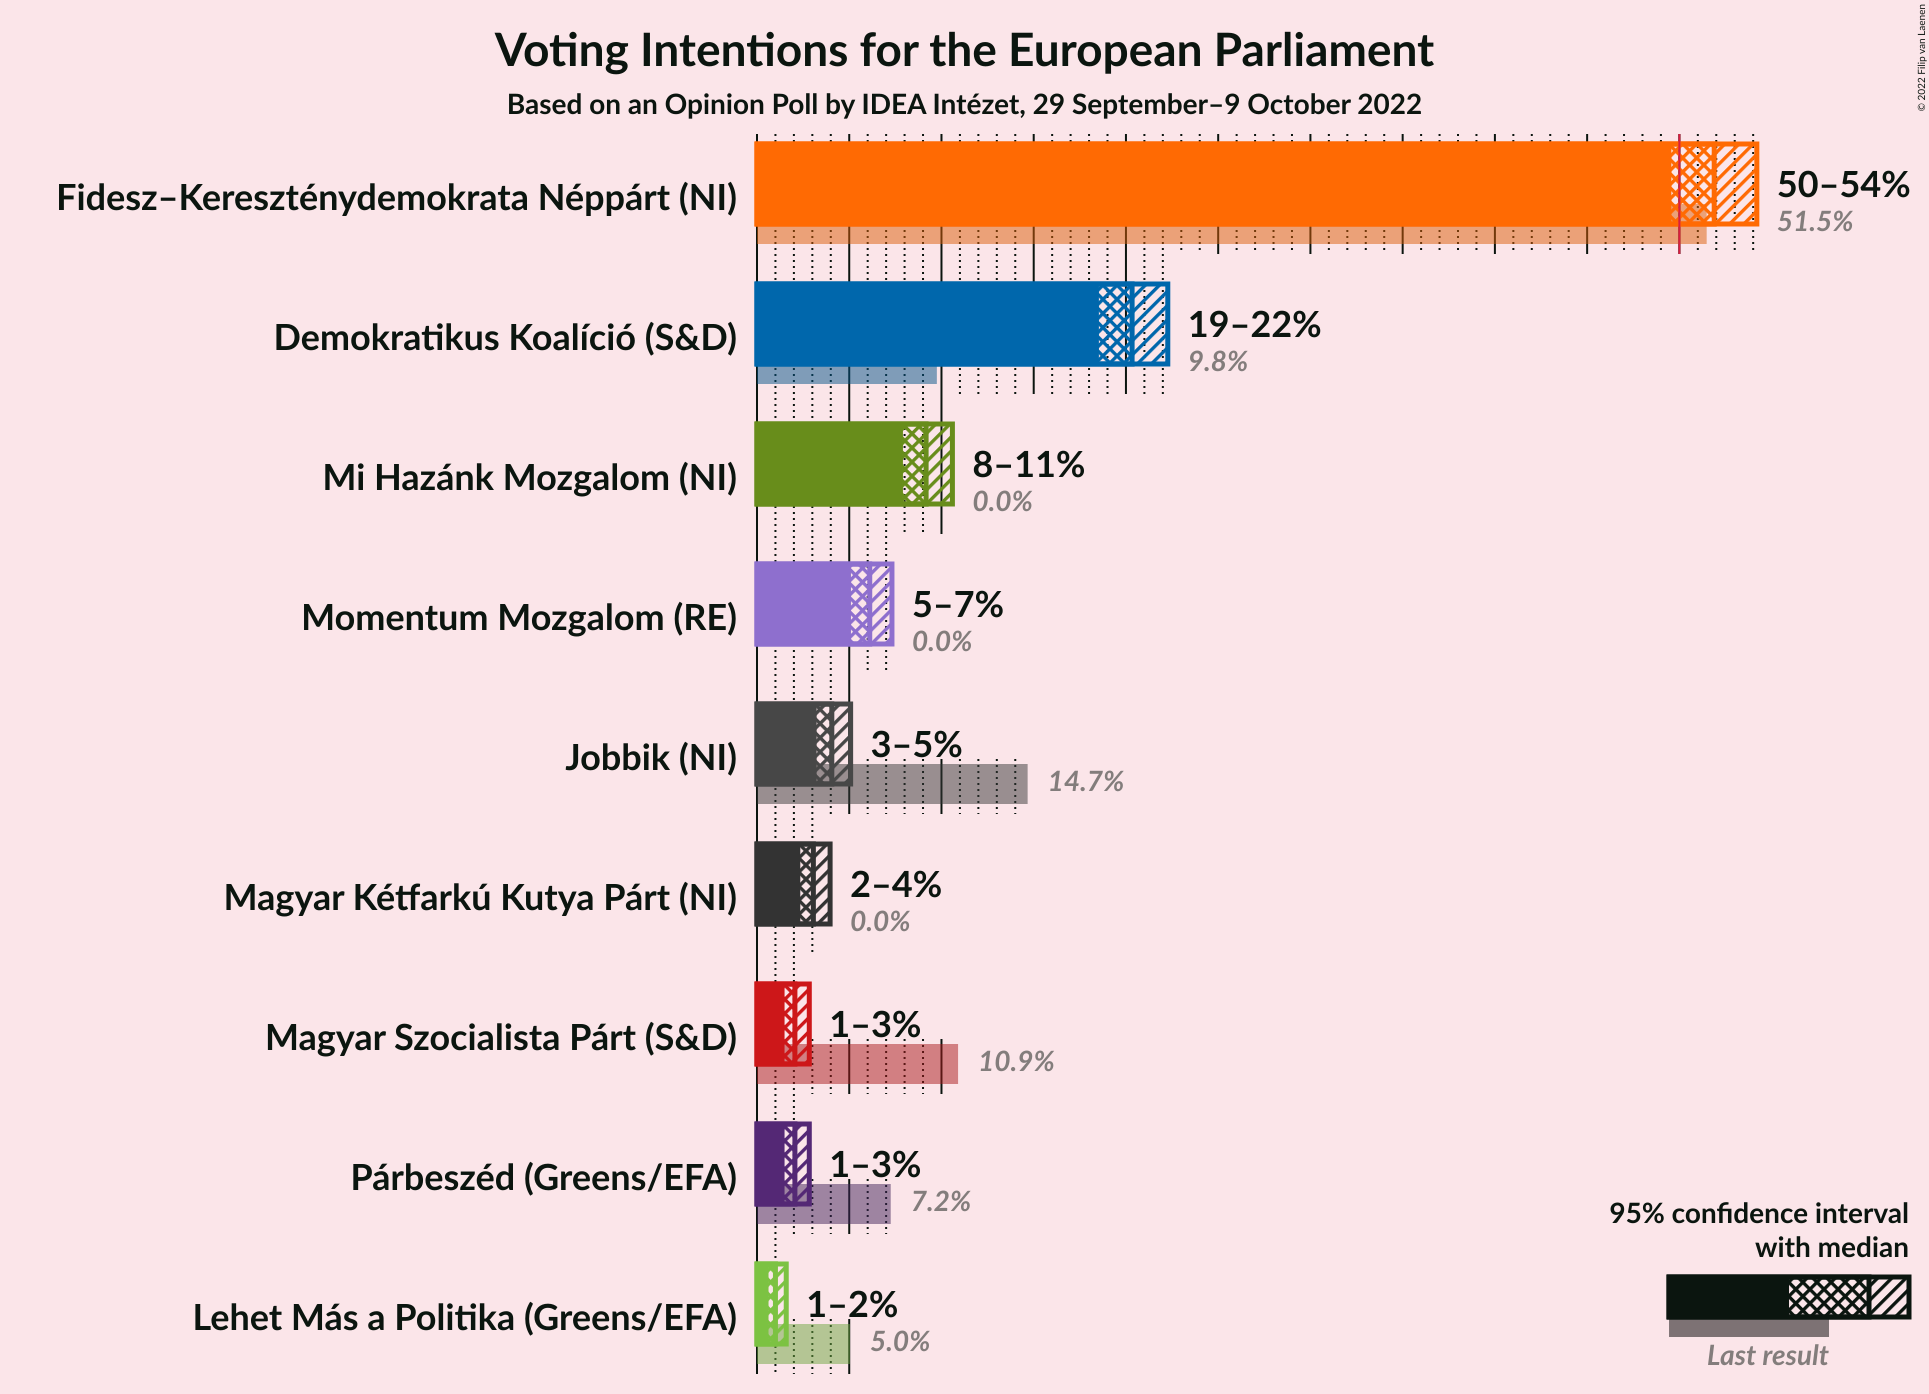 Voting Intentions for the European Parliament
Based on an Opinion Poll by IDEA Intézet, 29 September–9 October 2022
© 2022 Filip van Laenen
Fidesz–Kereszténydemokrata Néppárt (NI)
50–54%
51.5%
Demokratikus Koalíció (S&D)
19–22%
9.8%
Mi Hazánk Mozgalom (NI)
8–11%
0.0%
Momentum Mozgalom (RE)
5–7%
0.0%
Jobbik (NI)
3–5%
14.7%
Magyar Kétfarkú Kutya Párt (NI)
2–4%
0.0%
Magyar Szocialista Párt (S&D)
1–3%
10.9%
Párbeszéd (Greens/EFA)
1–3%
7.2%
Lehet Más a Politika (Greens/EFA)
1–2%
5.0%
95% confidence interval
with median
Last result